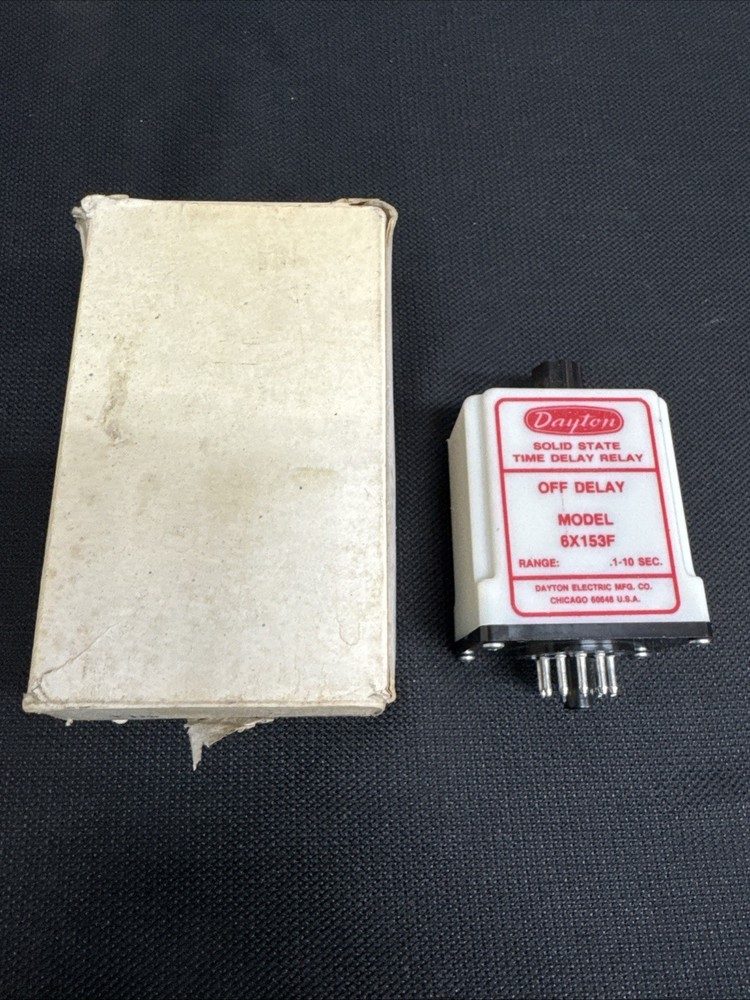 Dayton
SOLID STATE
TIME DELAY RELAY
OFF DELAY
MODEL
6X153F
RANGE: .1-10 SEC.
DAYTON ELECTRIC MFG. CO.
CHICAGO 60648 U.S.A.